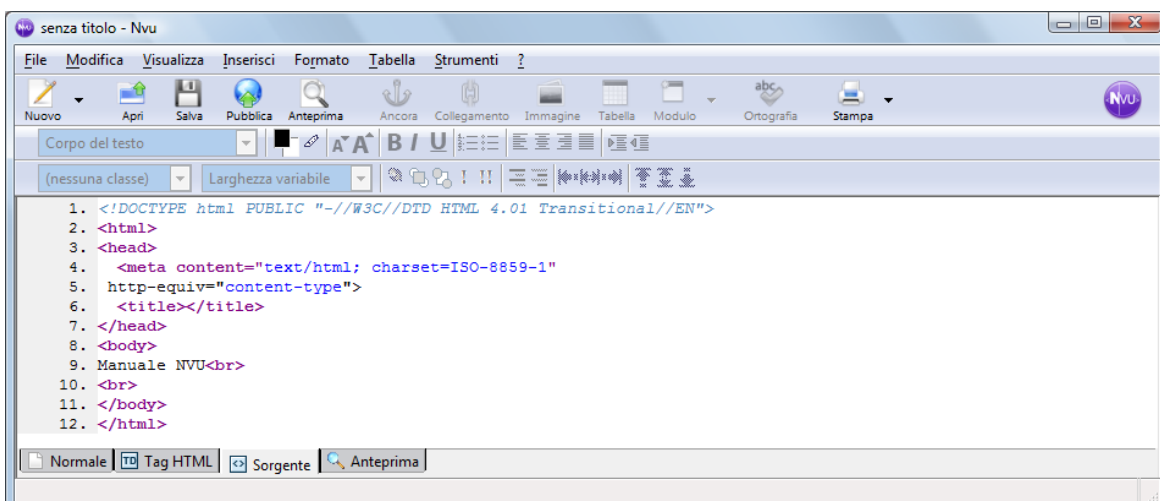 senza titolo - Nvu
File Modifica Visualizza Inserisci Formato Tabella Strumenti ?
Nuovo Apri Salva Pubblica Anteprima Ancora Collegamento Immagine Tabella Modulo Ortografia Stampa
Corpo del testo
(nessuna classe) Larghezza variabile
1. <!DOCTYPE html PUBLIC "-//W3C//DTD HTML 4.01 Transitional//EN">
2. <html>
3. <head>
4. <meta content="text/html; charset=ISO-8859-1"
5. http-equiv="content-type">
6. <title></title>
7. </head>
8. <body>
9. Manuale NVU<br>
10. <br>
11. </body>
12. </html>
Normale TD Tag HTML Sorgente Anteprima